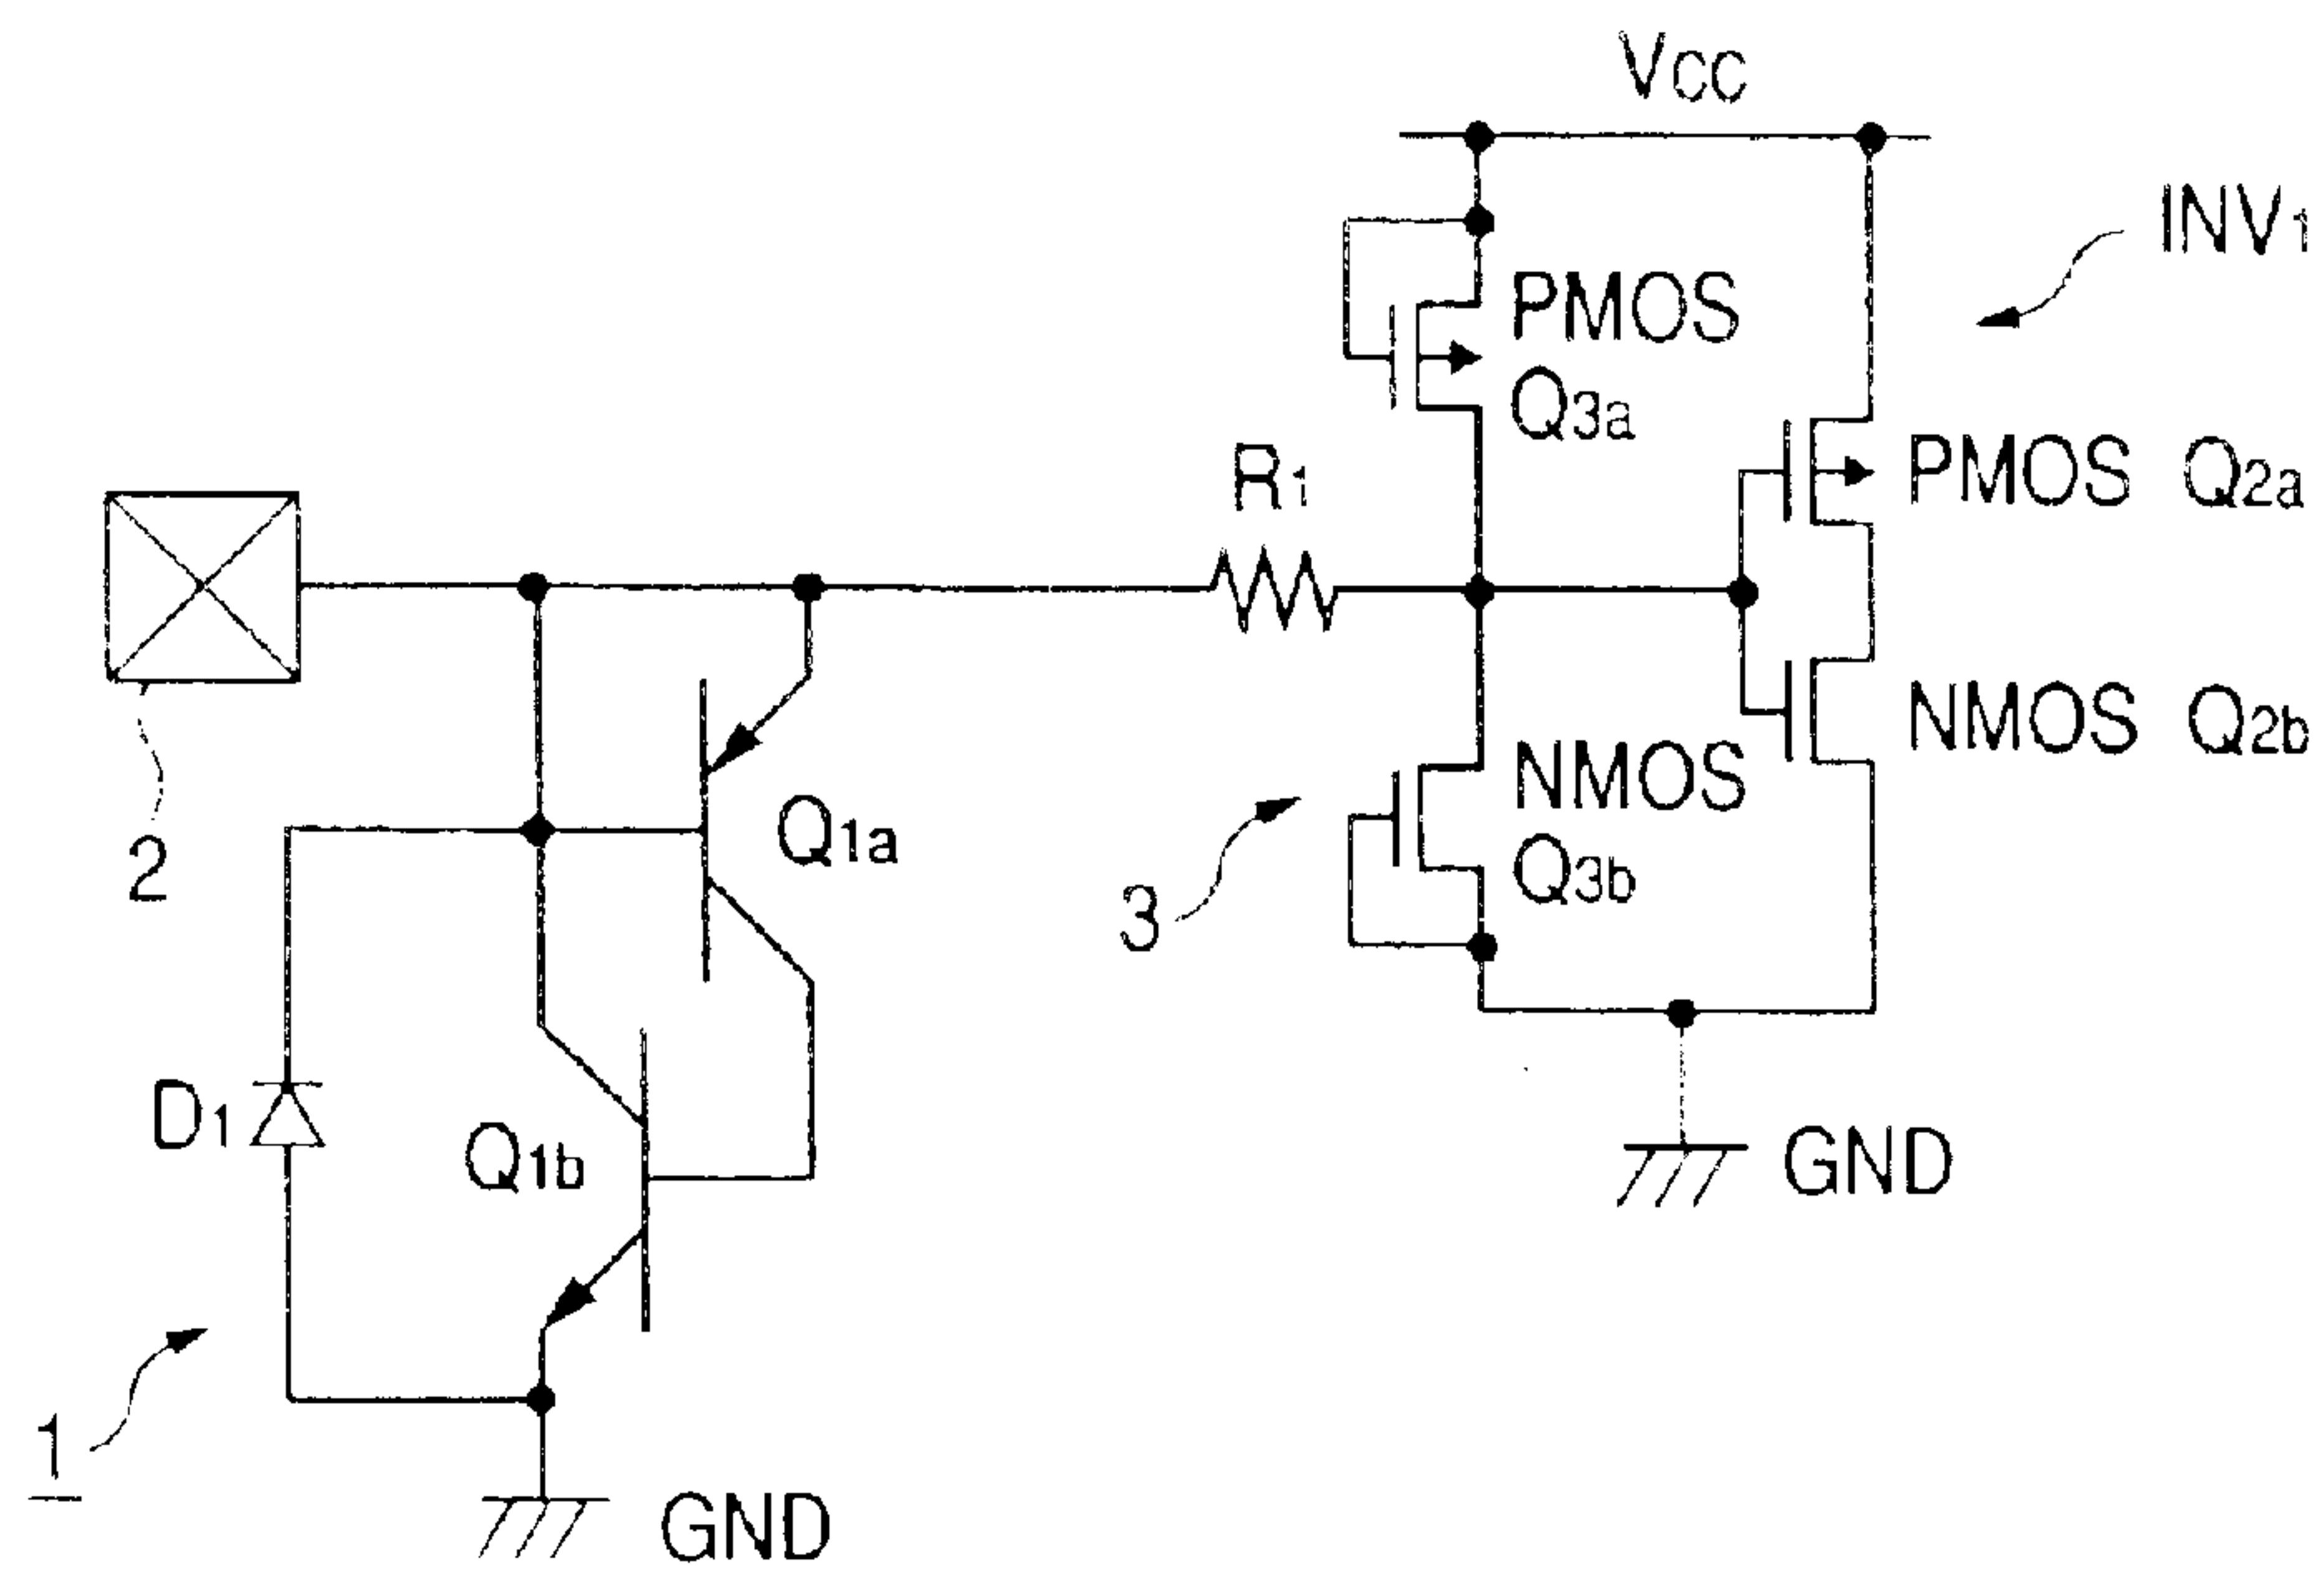 Vcc
INV1
PMOS
Q3a
R1
PMOS Q2a
NMOS Q2b
NMOS
Q3b
Q1a
2
3
D1
Q1b
GND
1
GND